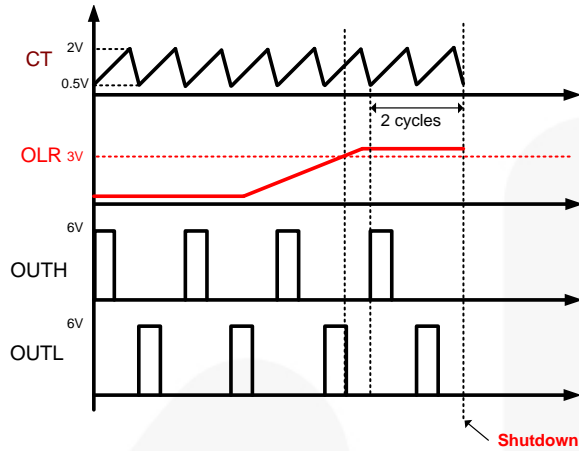 2V
CT
0.5V
2 cycles
OLR 3V
6V
OUTH
6V
OUTL
Shutdown